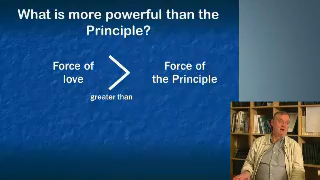 What is more powerful than the
Principle?
Force of
love
>
Force of
the Principle
greater than